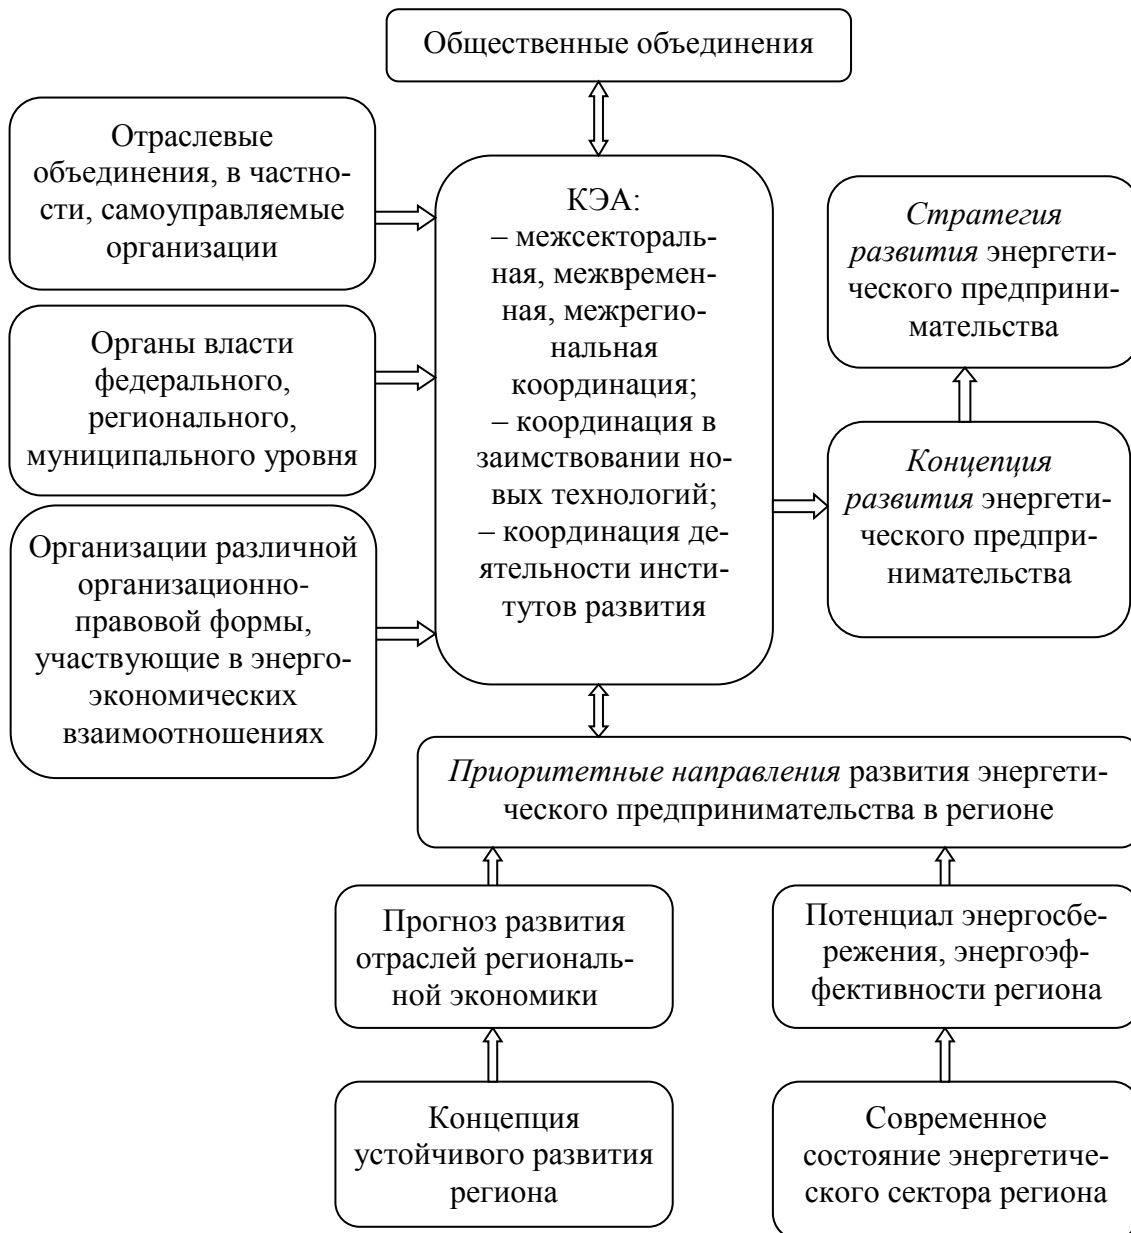 Общественные объединения
Отраслевые
объединения, в частно-
сти, самоуправляемые
организации
Органы власти
федерального,
регионального,
муниципального уровня
Организации различной
организационно-
правовой формы,
участвующие в энерго-
экономических
взаимоотношениях
КЭА:
– межсектораль-
ная, межвремен-
ная, межрегио-
нальная
координация;
– координация в
заимствовании но-
вых технологий;
– координация де-
ятельности инсти-
тутов развития
Стратегия
развития энергети-
ческого предприни-
мательства
Концепция
развития энергети-
ческого предпри-
нимательства
Приоритетные направления развития энергети-
ческого предпринимательства в регионе
Прогноз развития
отраслей региональ-
ной экономики
Потенциал энергосбе-
режения, энергоэф-
фективности региона
Концепция
устойчивого развития
региона
Современное
состояние энергетиче-
ского сектора региона